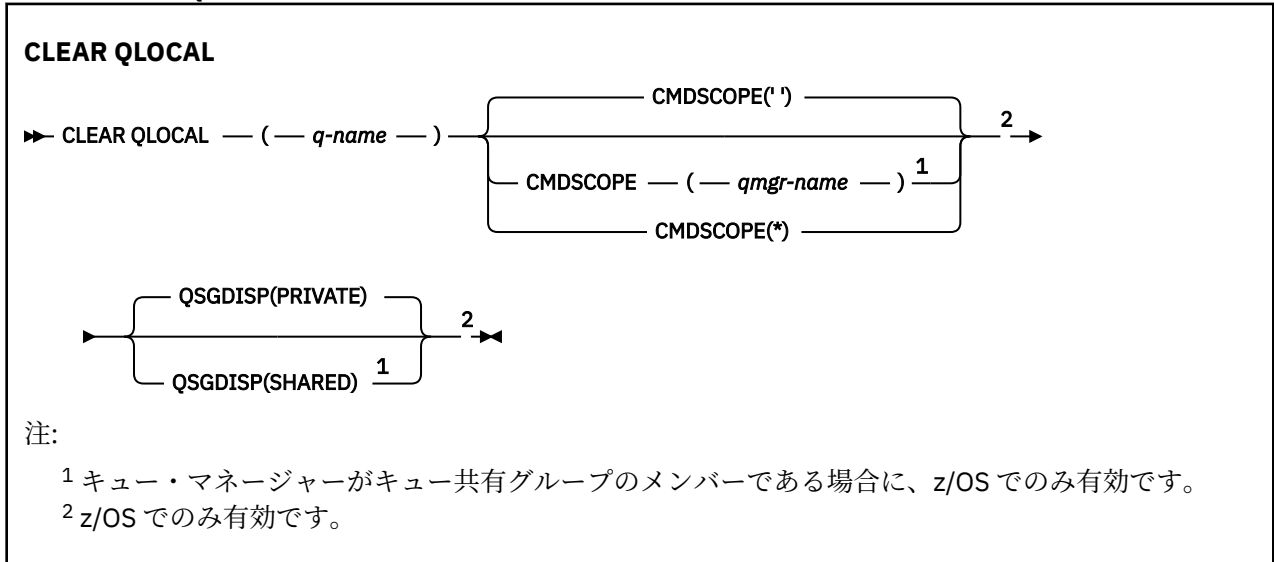 CLEAR QLOCAL
CMDSCOPE(' ')
CLEAR QLOCAL ( q-name ) 2
CMDSCOPE ( qmgr-name ) 1
CMDSCOPE(*)
QSGDISP(PRIVATE)
2
QSGDISP(SHARED) 1
注:
1 キュー・マネージャーがキュー共有グループのメンバーである場合に、z/OS でのみ有効です。
2 z/OS でのみ有効です。